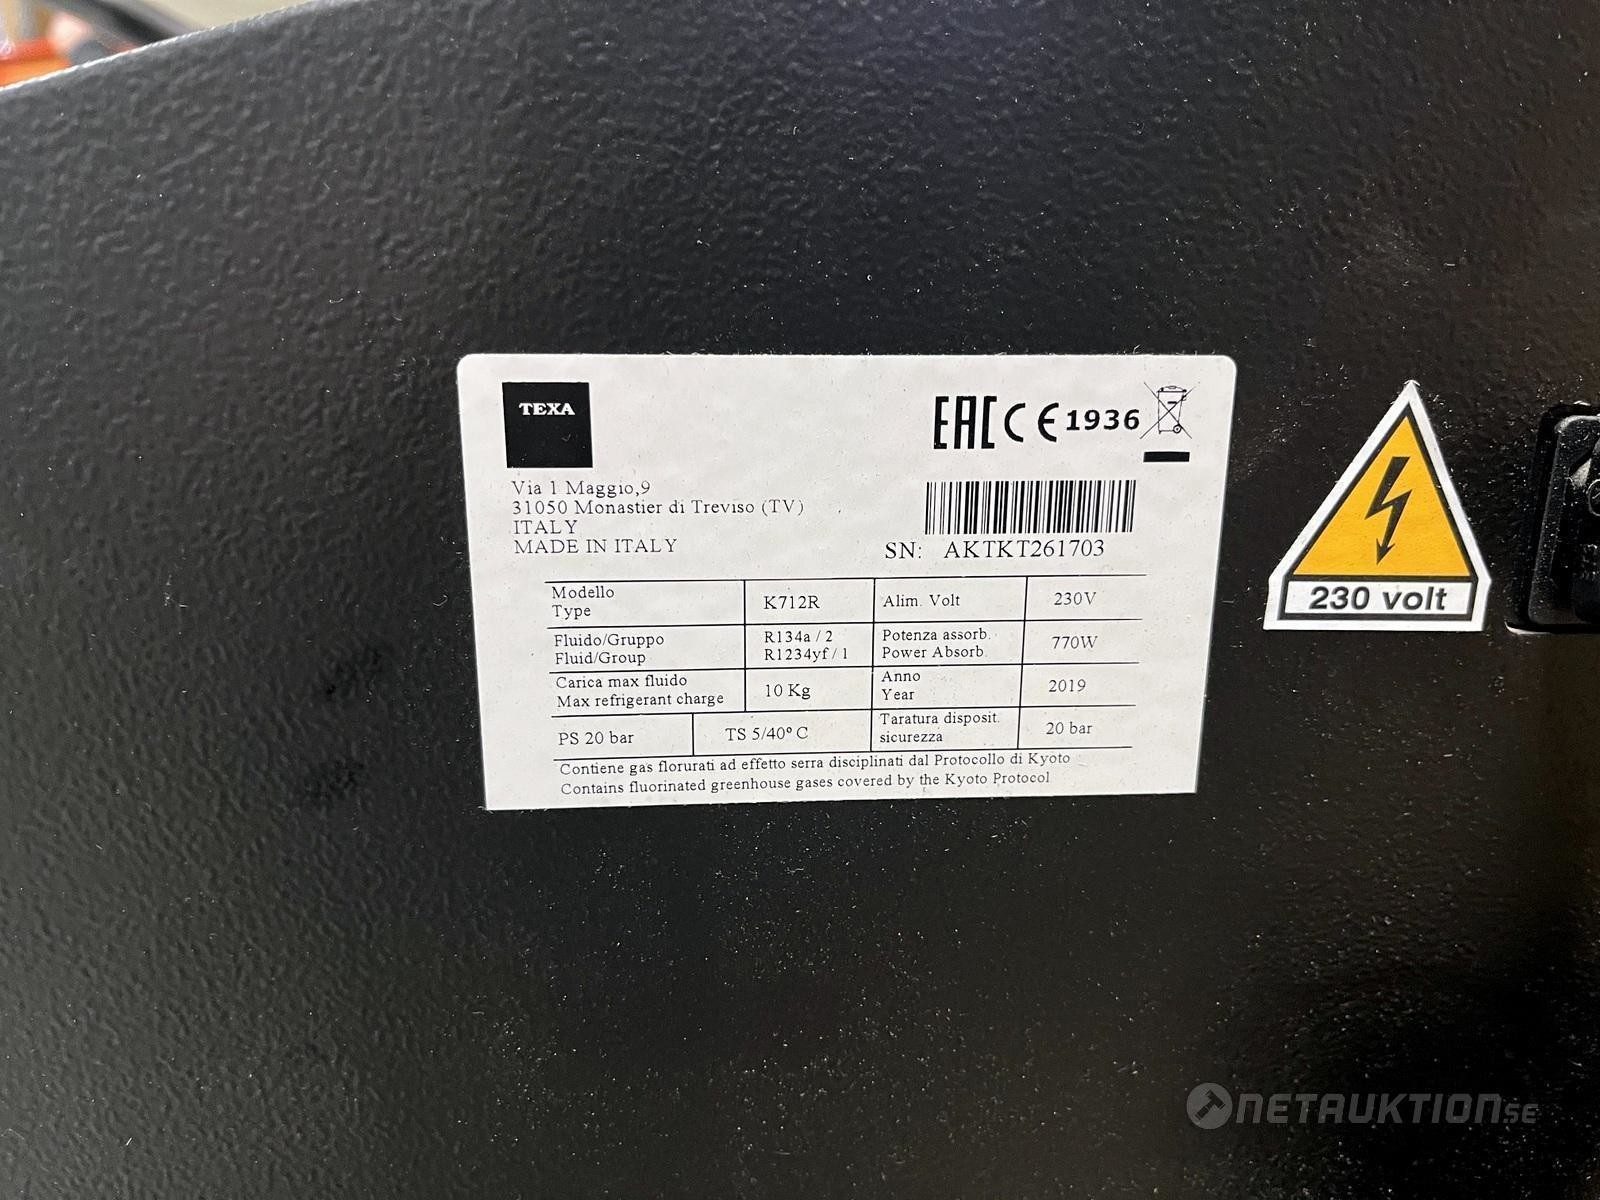 TEXA
EAC CE 1936
Via 1 Maggio,9
31050 Monastier di Treviso (TV)
ITALY
MADE IN ITALY
SN: AKTKT261703
Modello
Type
K712R
Alim. Volt
230V
Fluido/Gruppo
Fluid/Group
R134a / 2
R1234yf / 1
Potenza assorb.
Power Absorb.
770W
Carica max fluido
Max refrigerant charge
10 Kg
Anno
Year
2019
PS 20 bar
TS 5/40° C
Taratura disposit.
sicurezza
20 bar
Contiene gas florurati ad effetto serra disciplinati dal Protocollo di Kyoto
Contains fluorinated greenhouse gases covered by the Kyoto Protocol
230 volt
NETAUKTION.SE